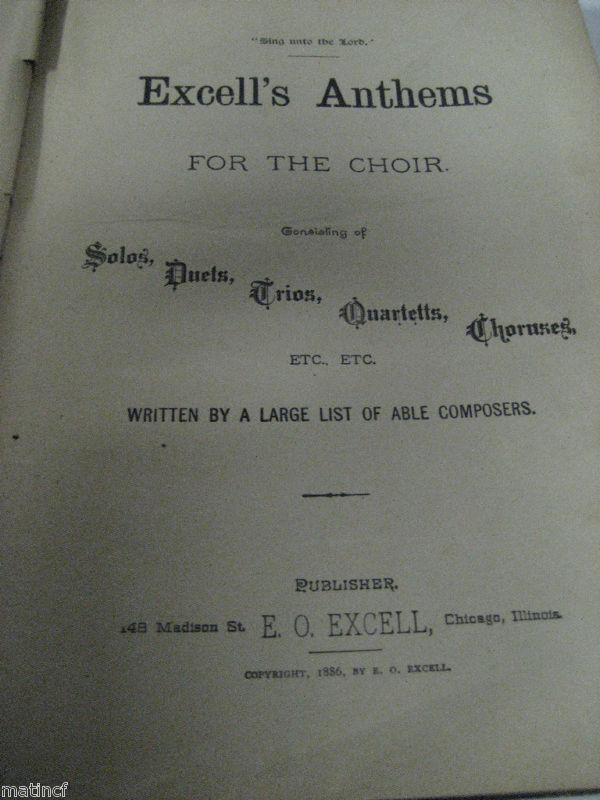 "Sing unto the Lord."
Excell's Anthems
FOR THE CHOIR.
Consisting of
Solos, Duets, Trios, Quartetts, Choruses,
ETC., ETC.
WRITTEN BY A LARGE LIST OF ABLE COMPOSERS.
PUBLISHER,
148 Madison St. E. O. EXCELL, Chicago, Illinois.
COPYRIGHT, 1886, BY E. O. EXCELL.
matincf